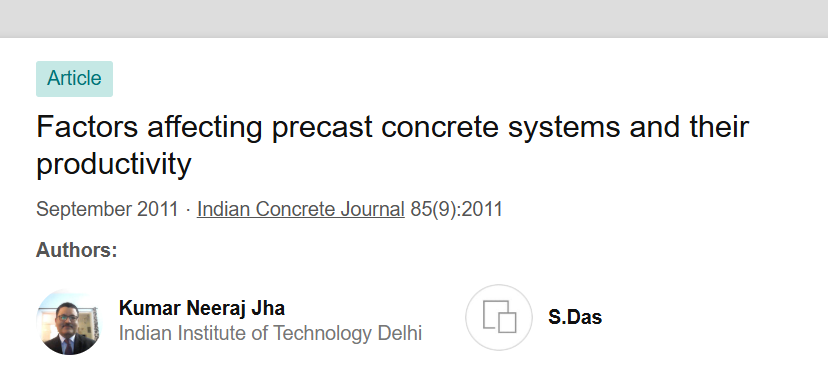 Article
Factors affecting precast concrete systems and their
productivity
September 2011 · Indian Concrete Journal 85(9):2011
Authors:
Kumar Neeraj Jha
Indian Institute of Technology Delhi
S.Das